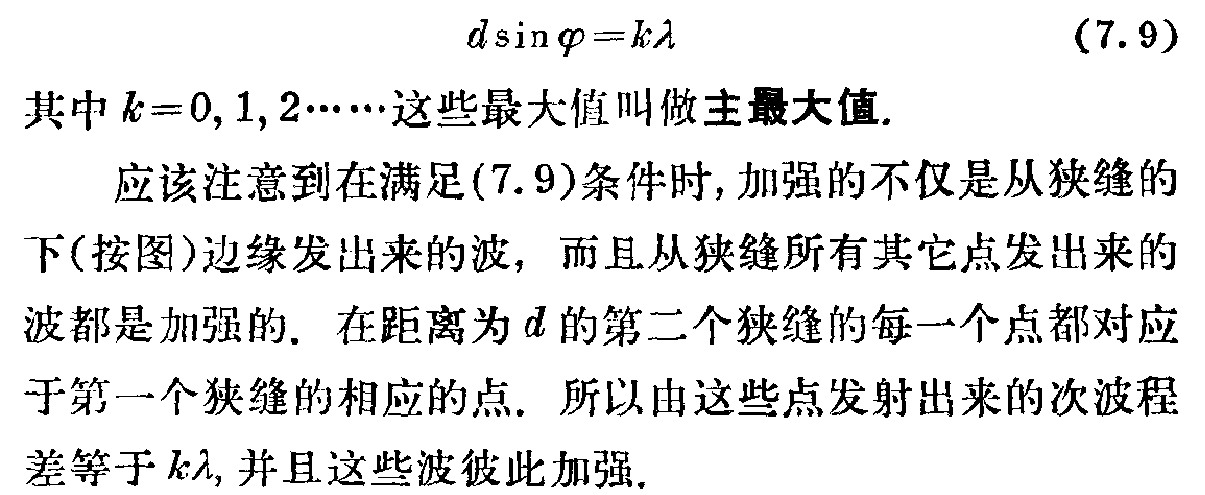 d sin φ=kλ (7.9)
其中 k=0, 1, 2……这些最大值叫做主最大值.
应该注意到在满足(7.9)条件时, 加强的不仅是从狭缝的
下(按图)边缘发出来的波, 而且从狭缝所有其它点发出来的
波都是加强的. 在距离为 d 的第二个狭缝的每一个点都对应
于第一个狭缝的相应的点. 所以由这些点发射出来的次波程
差等于 kλ, 并且这些波彼此加强.